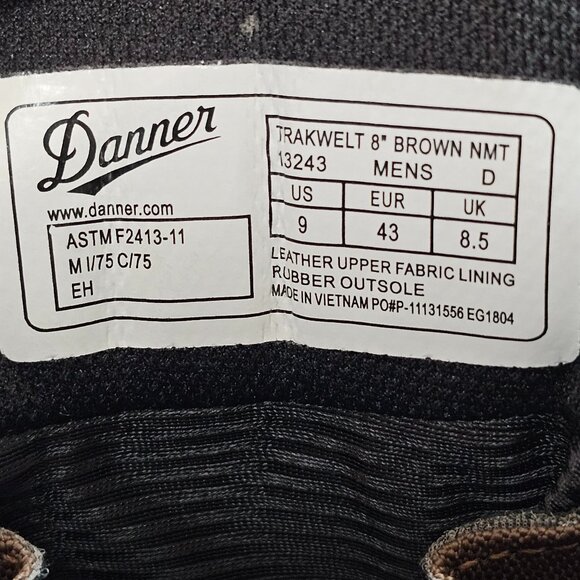 Danner
www.danner.com
ASTM F2413-11
M I/75 C/75
EH
TRAKWELT 8" BROWN NMT
13243 MENS D
US EUR UK
9 43 8.5
LEATHER UPPER FABRIC LINING
RUBBER OUTSOLE
MADE IN VIETNAM PO#P-11131556 EG1804